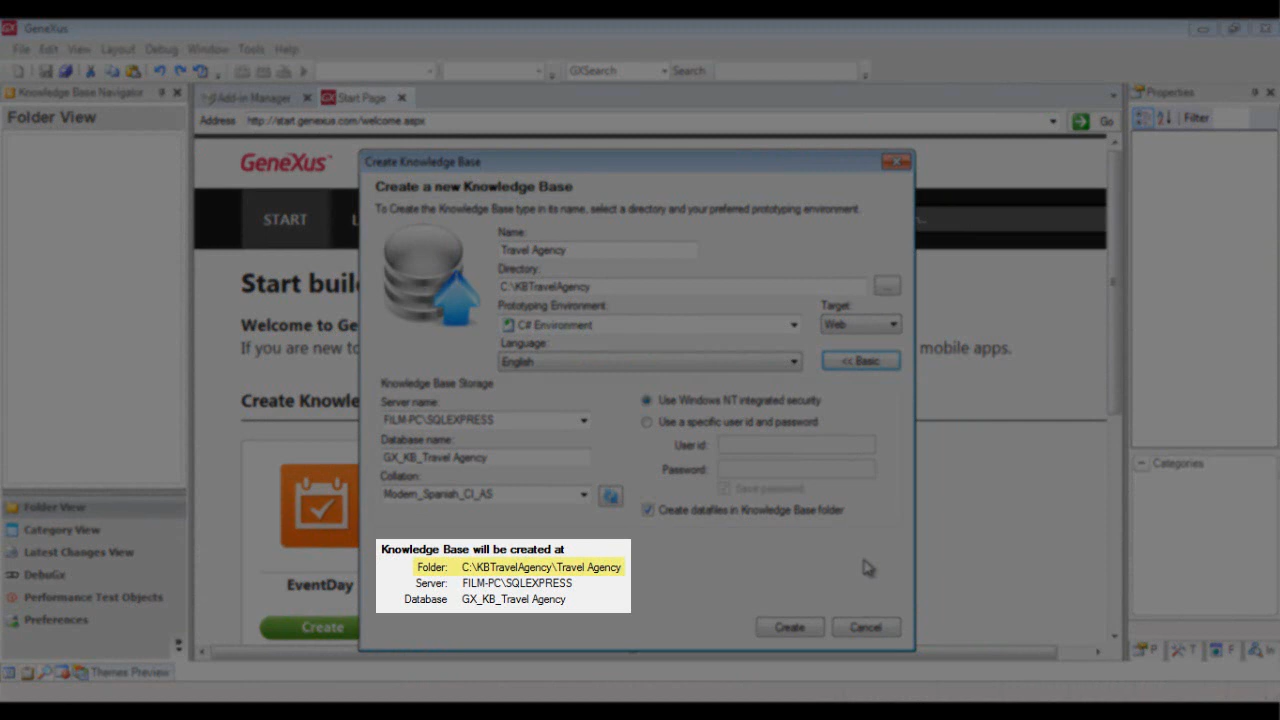 GeneXus
File Edit View Layout Debug Window Tools Help
GXSearch Search
Knowledge Base Navigator
Add-in Manager
Start Page
Properties
Folder View
Address http://start.genexus.com/welcome.aspx
Go
Filter
GeneXus™
Create Knowledge Base
Create a new Knowledge Base
To Create the Knowledge Base type in its name, select a directory and your preferred prototyping environment.
START L
Name:
Travel Agency
Directory:
C:\KBTravelAgency
...
Start buil
Prototyping Environment:
Target:
C# Environment
Web
Welcome to Ge
Language:
If you are new to
mobile apps.
English
<< Basic
Knowledge Base Storage
Create Knowle
Server name:
FILM-PC\SQLEXPRESS
Database name:
GX_KB_Travel Agency
Collation:
Modern_Spanish_CI_AS
Use Windows NT integrated security
Use a specific user id and password
User id:
Password:
Save password
Create datafiles in Knowledge Base folder
Categories
Folder View
Category View
Latest Changes View
DebuGx
Performance Test Objects
Preferences
EventDay
Create
Knowledge Base will be created at
Folder: C:\KBTravelAgency\Travel Agency
Server: FILM-PC\SQLEXPRESS
Database GX_KB_Travel Agency
Create
Cancel
Themes Preview
P T F In